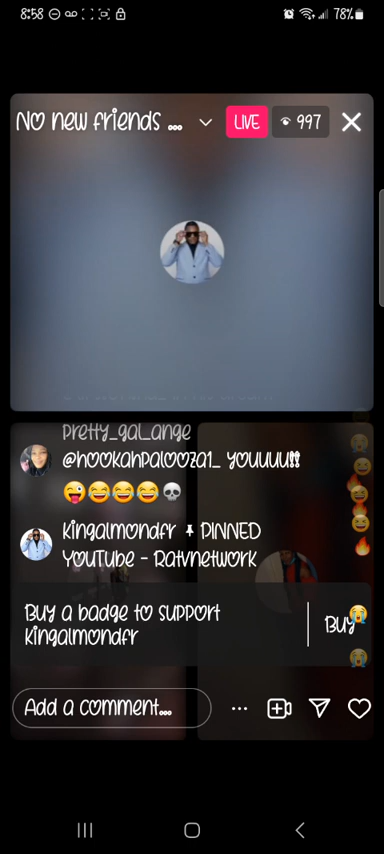 8:58
78%
No new friends ...
LIVE
997
pretty_gal_ange
@hookahpalooza1_ youuuu!!
😜😂😂😂💀
Kingalmondfr 📌 PINNED
YouTube - Ratvnetwork
Buy a badge to support
kingalmondfr
Buy
Add a comment...